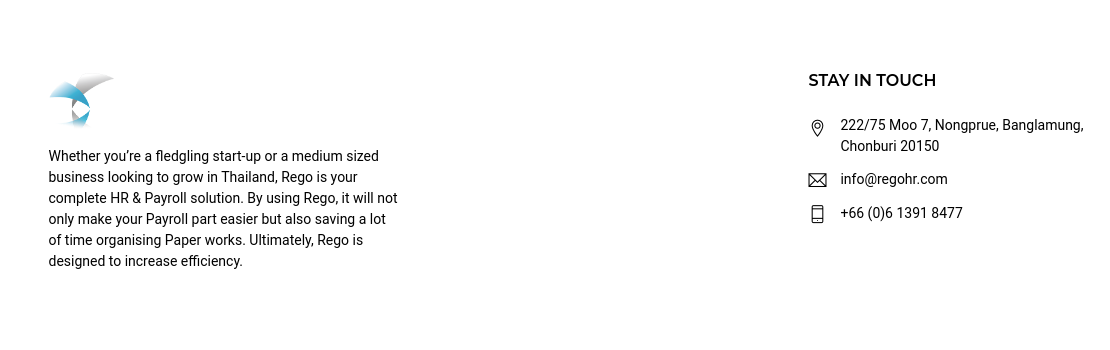 Whether you’re a fledgling start-up or a medium sized
business looking to grow in Thailand, Rego is your
complete HR & Payroll solution. By using Rego, it will not
only make your Payroll part easier but also saving a lot
of time organising Paper works. Ultimately, Rego is
designed to increase efficiency.
STAY IN TOUCH
222/75 Moo 7, Nongprue, Banglamung,
Chonburi 20150
info@regohr.com
+66 (0)6 1391 8477